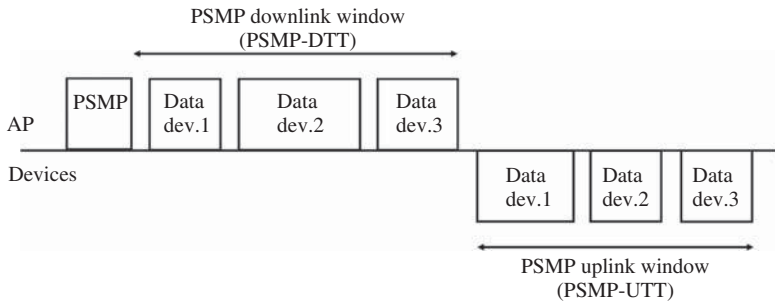 PSMP downlink window
(PSMP-DTT)
PSMP
Data
dev.1
Data
dev.2
Data
dev.3
AP
Devices
Data
dev.1
Data
dev.2
Data
dev.3
PSMP uplink window
(PSMP-UTT)